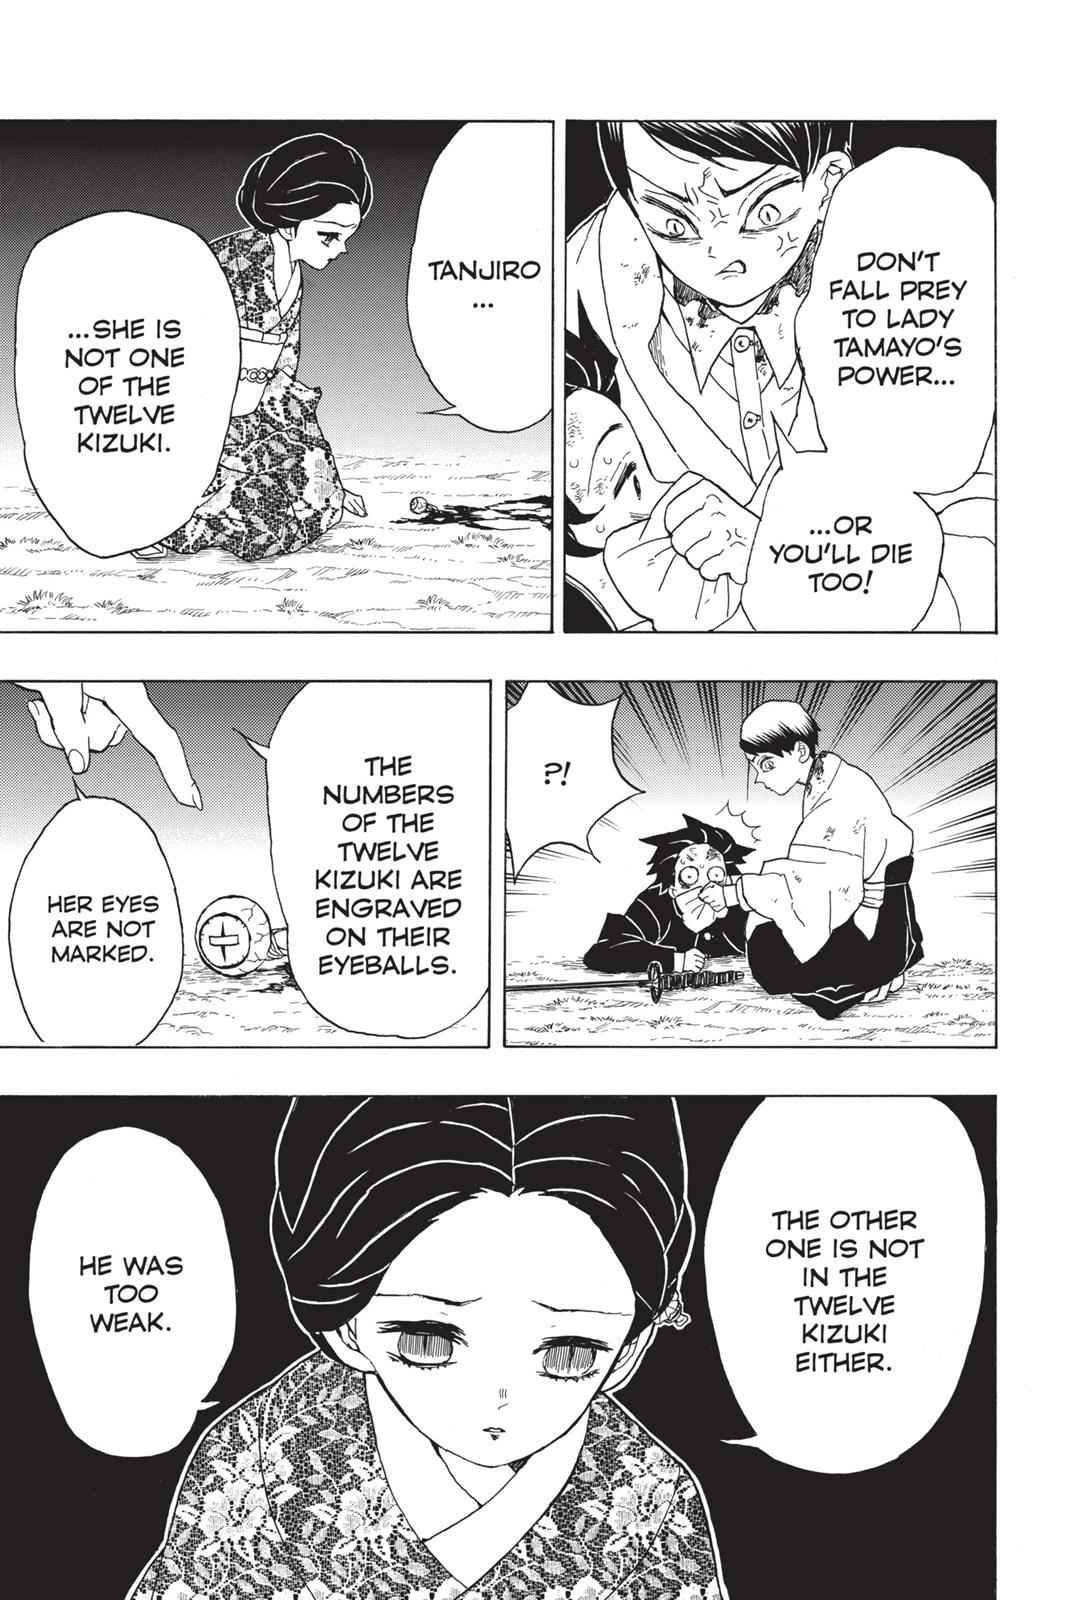 DON'T
FALL PREY
TO LADY
TAMAYO'S
POWER...
...OR
YOU'LL DIE
TOO!
TANJIRO
...
...SHE IS
NOT ONE
OF THE
TWELVE
KIZUKI.
?!
THE
NUMBERS
OF THE
TWELVE
KIZUKI ARE
ENGRAVED
ON THEIR
EYEBALLS.
HER EYES
ARE NOT
MARKED.
THE OTHER
ONE IS NOT
IN THE
TWELVE
KIZUKI
EITHER.
HE WAS
TOO
WEAK.